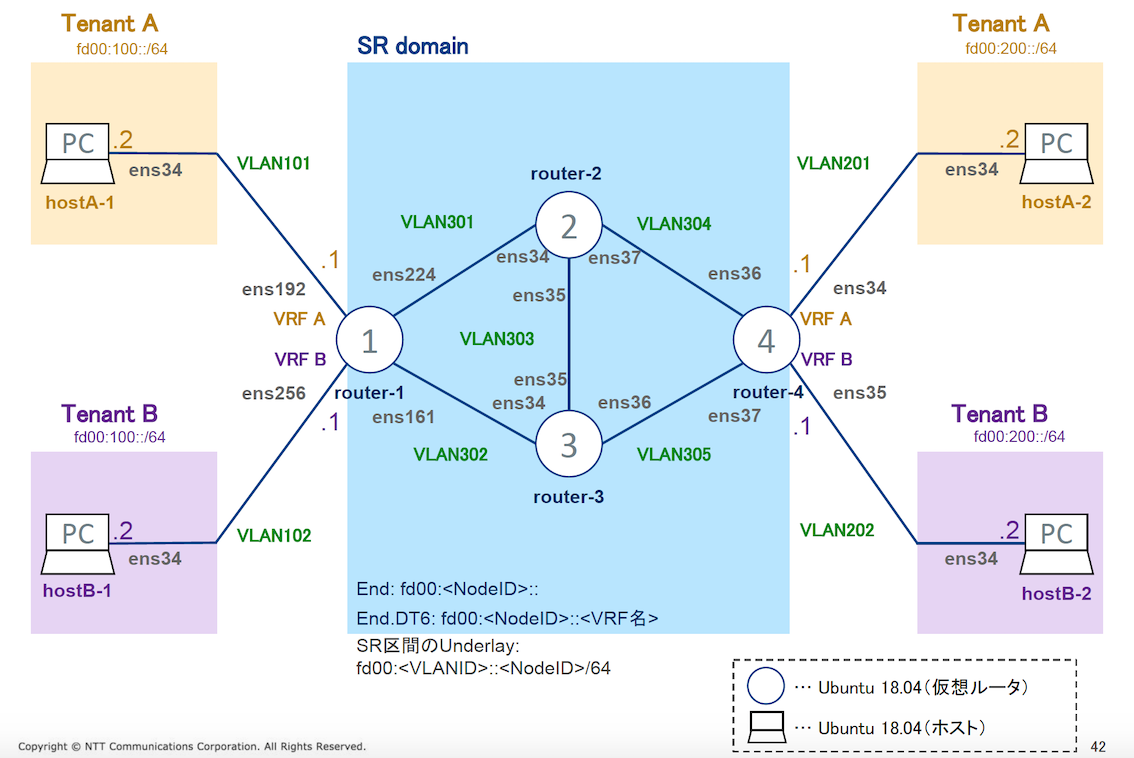 Tenant A
fd00:100::/64
SR domain
Tenant A
fd00:200::/64
PC
.2
ens34
hostA-1
VLAN101
VLAN201
.2
PC
ens34
hostA-2
router-2
2
VLAN301
VLAN304
ens34
ens37
ens224
ens36
ens35
.1
.1
ens192
ens34
VRF A
VRF A
1
VLAN303
4
VRF B
VRF B
ens35
router-1
router-4
ens256
ens35
ens34
ens36
ens161
ens37
.1
.1
Tenant B
fd00:100::/64
Tenant B
fd00:200::/64
3
VLAN302
VLAN305
router-3
PC
.2
ens34
hostB-1
VLAN102
VLAN202
.2
PC
ens34
hostB-2
End: fd00:<NodeID>::
End.DT6: fd00:<NodeID>::<VRF名>
SR区間のUnderlay:
fd00:<VLANID>::<NodeID>/64
… Ubuntu 18.04(仮想ルータ)
… Ubuntu 18.04(ホスト)
Copyright © NTT Communications Corporation. All Rights Reserved.
42